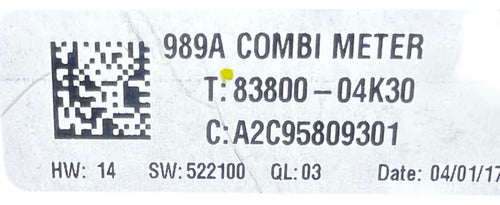 989A COMBI METER
T: 83800-04K30
C: A2C95809301
HW: 14 SW: 522100 QL: 03 Date: 04/01/17